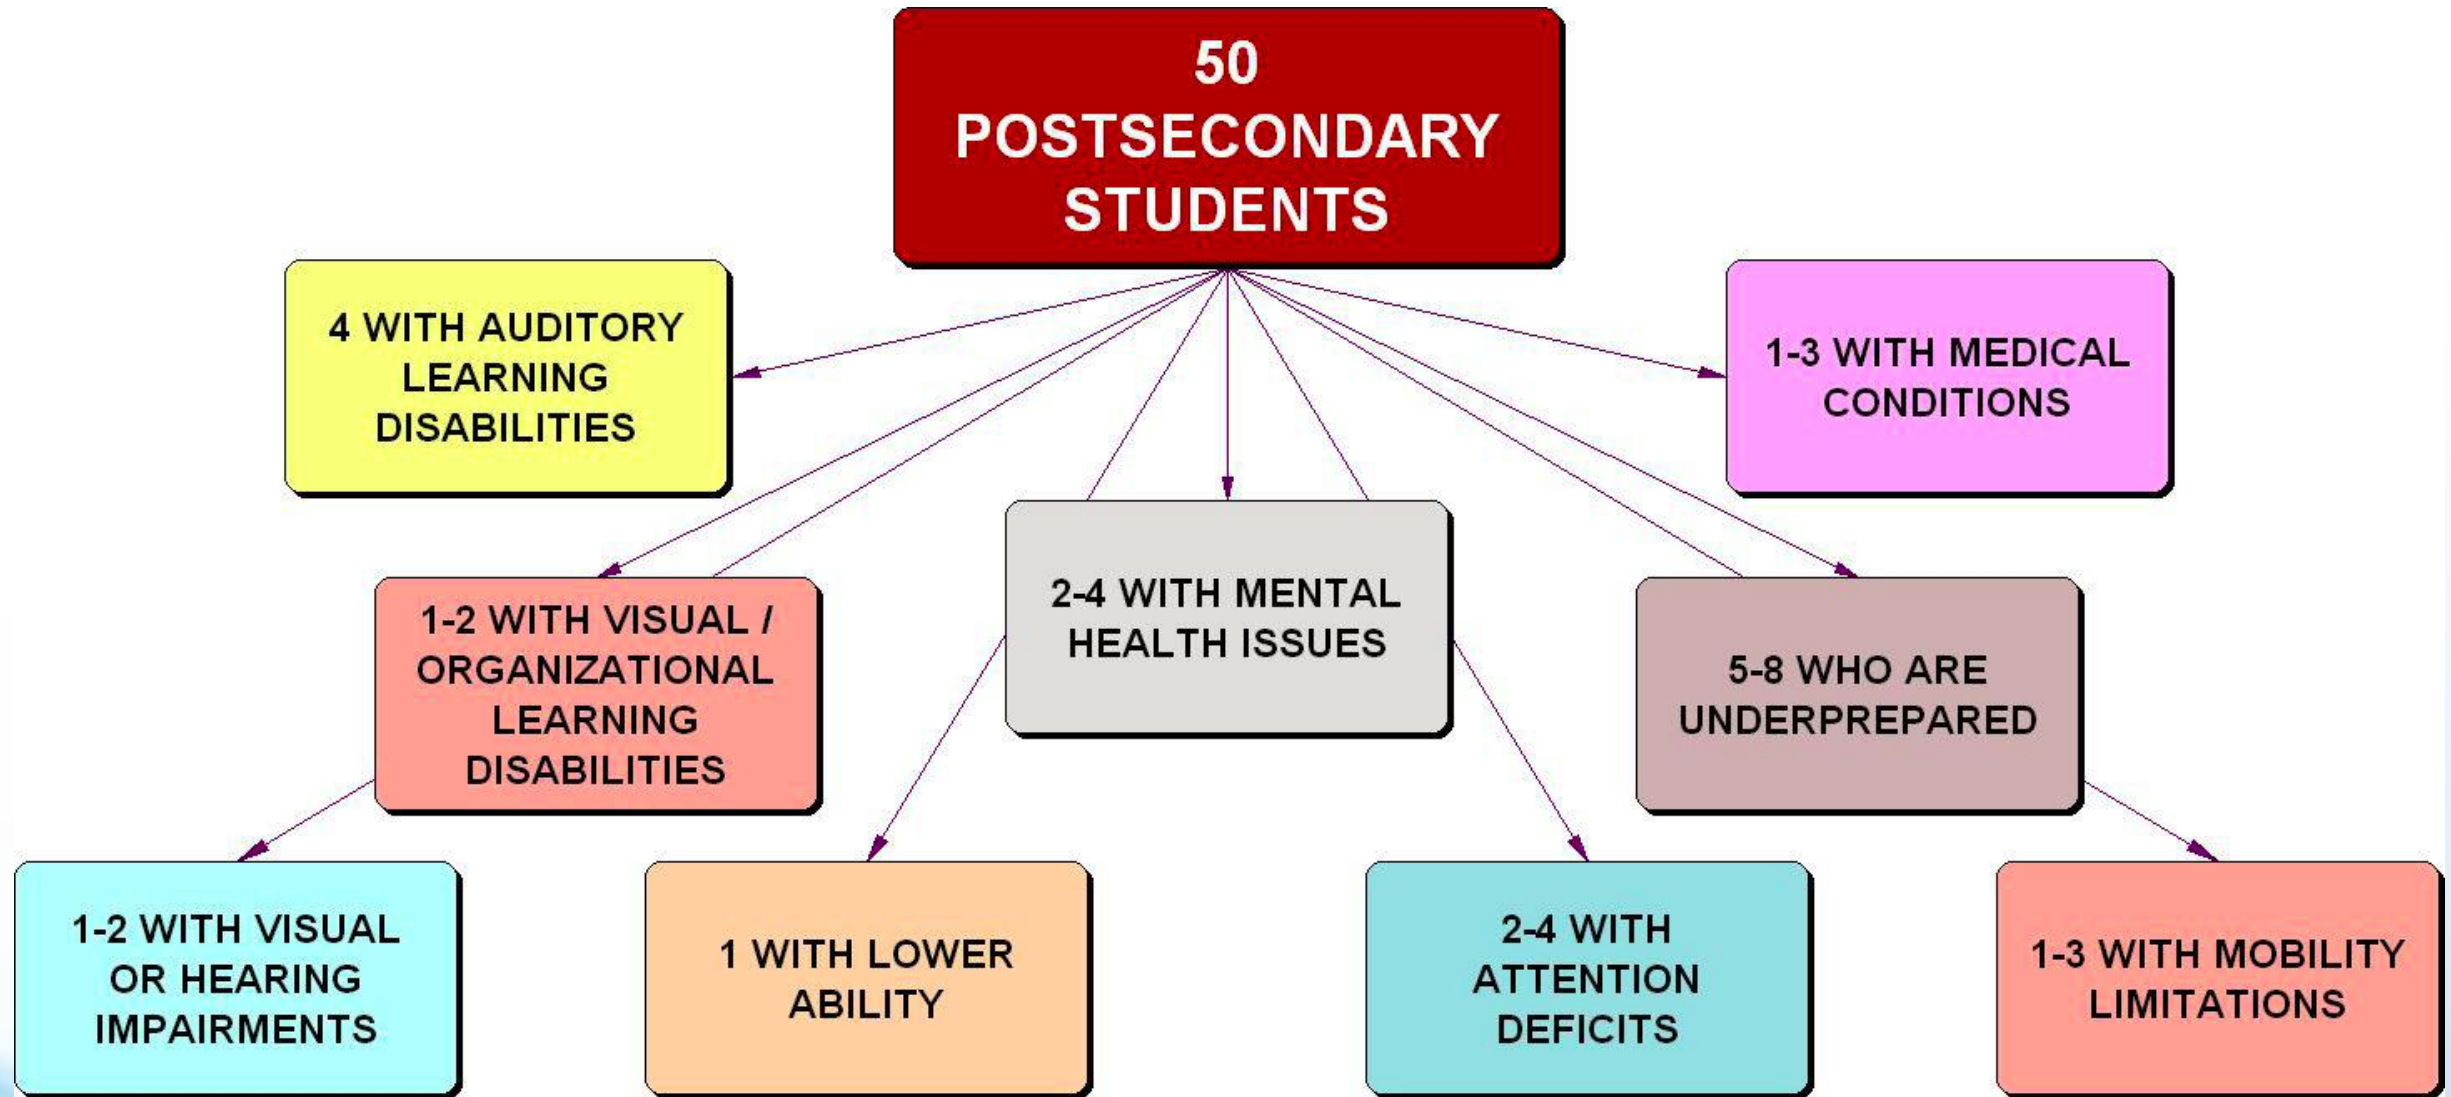 50
POSTSECONDARY
STUDENTS
4 WITH AUDITORY
LEARNING
DISABILITIES
1-3 WITH MEDICAL
CONDITIONS
1-2 WITH VISUAL /
ORGANIZATIONAL
LEARNING
DISABILITIES
2-4 WITH MENTAL
HEALTH ISSUES
5-8 WHO ARE
UNDERPREPARED
1-2 WITH VISUAL
OR HEARING
IMPAIRMENTS
1 WITH LOWER
ABILITY
2-4 WITH
ATTENTION
DEFICITS
1-3 WITH MOBILITY
LIMITATIONS